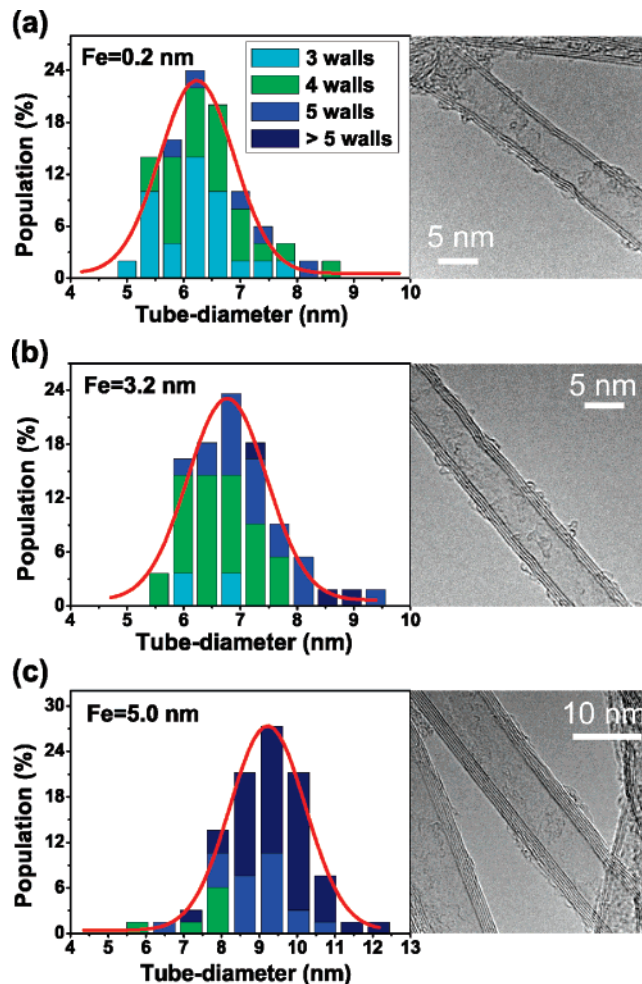 (a)
Fe=0.2 nm
3 walls
4 walls
5 walls
> 5 walls
Population (%)
24
18
12
6
0
4 5 6 7 8 9 10
Tube-diameter (nm)
5 nm
(b)
Fe=3.2 nm
Population (%)
24
18
12
6
0
4 5 6 7 8 9 10
Tube-diameter (nm)
5 nm
(c)
Fe=5.0 nm
Population (%)
30
24
18
12
6
0
4 5 6 7 8 9 10 11 12 13
Tube-diameter (nm)
10 nm